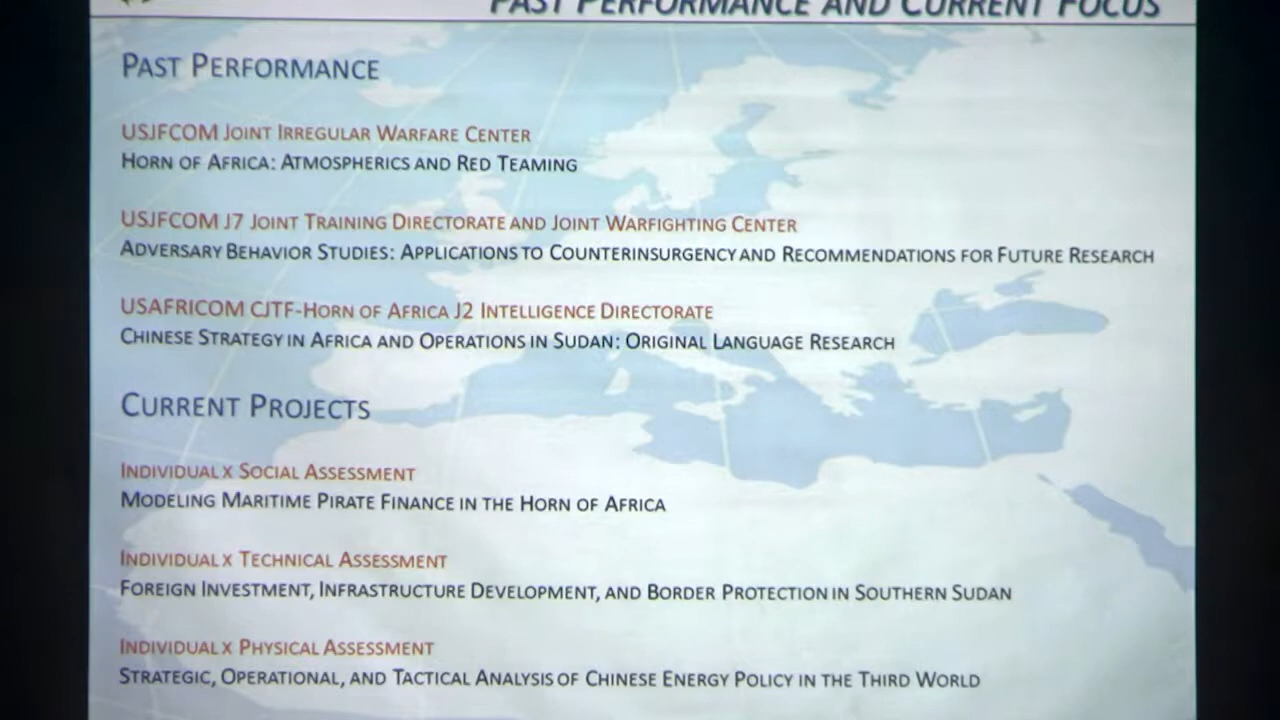 PAST PERFORMANCE AND CURRENT FOCUS
PAST PERFORMANCE
USJFCOM JOINT IRREGULAR WARFARE CENTER
HORN OF AFRICA: ATMOSPHERICS AND RED TEAMING
USJFCOM J7 JOINT TRAINING DIRECTORATE AND JOINT WARFIGHTING CENTER
ADVERSARY BEHAVIOR STUDIES: APPLICATIONS TO COUNTERINSURGENCY AND RECOMMENDATIONS FOR FUTURE RESEARCH
USAFRICOM CJTF-HORN OF AFRICA J2 INTELLIGENCE DIRECTORATE
CHINESE STRATEGY IN AFRICA AND OPERATIONS IN SUDAN: ORIGINAL LANGUAGE RESEARCH
CURRENT PROJECTS
INDIVIDUAL X SOCIAL ASSESSMENT
MODELING MARITIME PIRATE FINANCE IN THE HORN OF AFRICA
INDIVIDUAL X TECHNICAL ASSESSMENT
FOREIGN INVESTMENT, INFRASTRUCTURE DEVELOPMENT, AND BORDER PROTECTION IN SOUTHERN SUDAN
INDIVIDUAL X PHYSICAL ASSESSMENT
STRATEGIC, OPERATIONAL, AND TACTICAL ANALYSIS OF CHINESE ENERGY POLICY IN THE THIRD WORLD